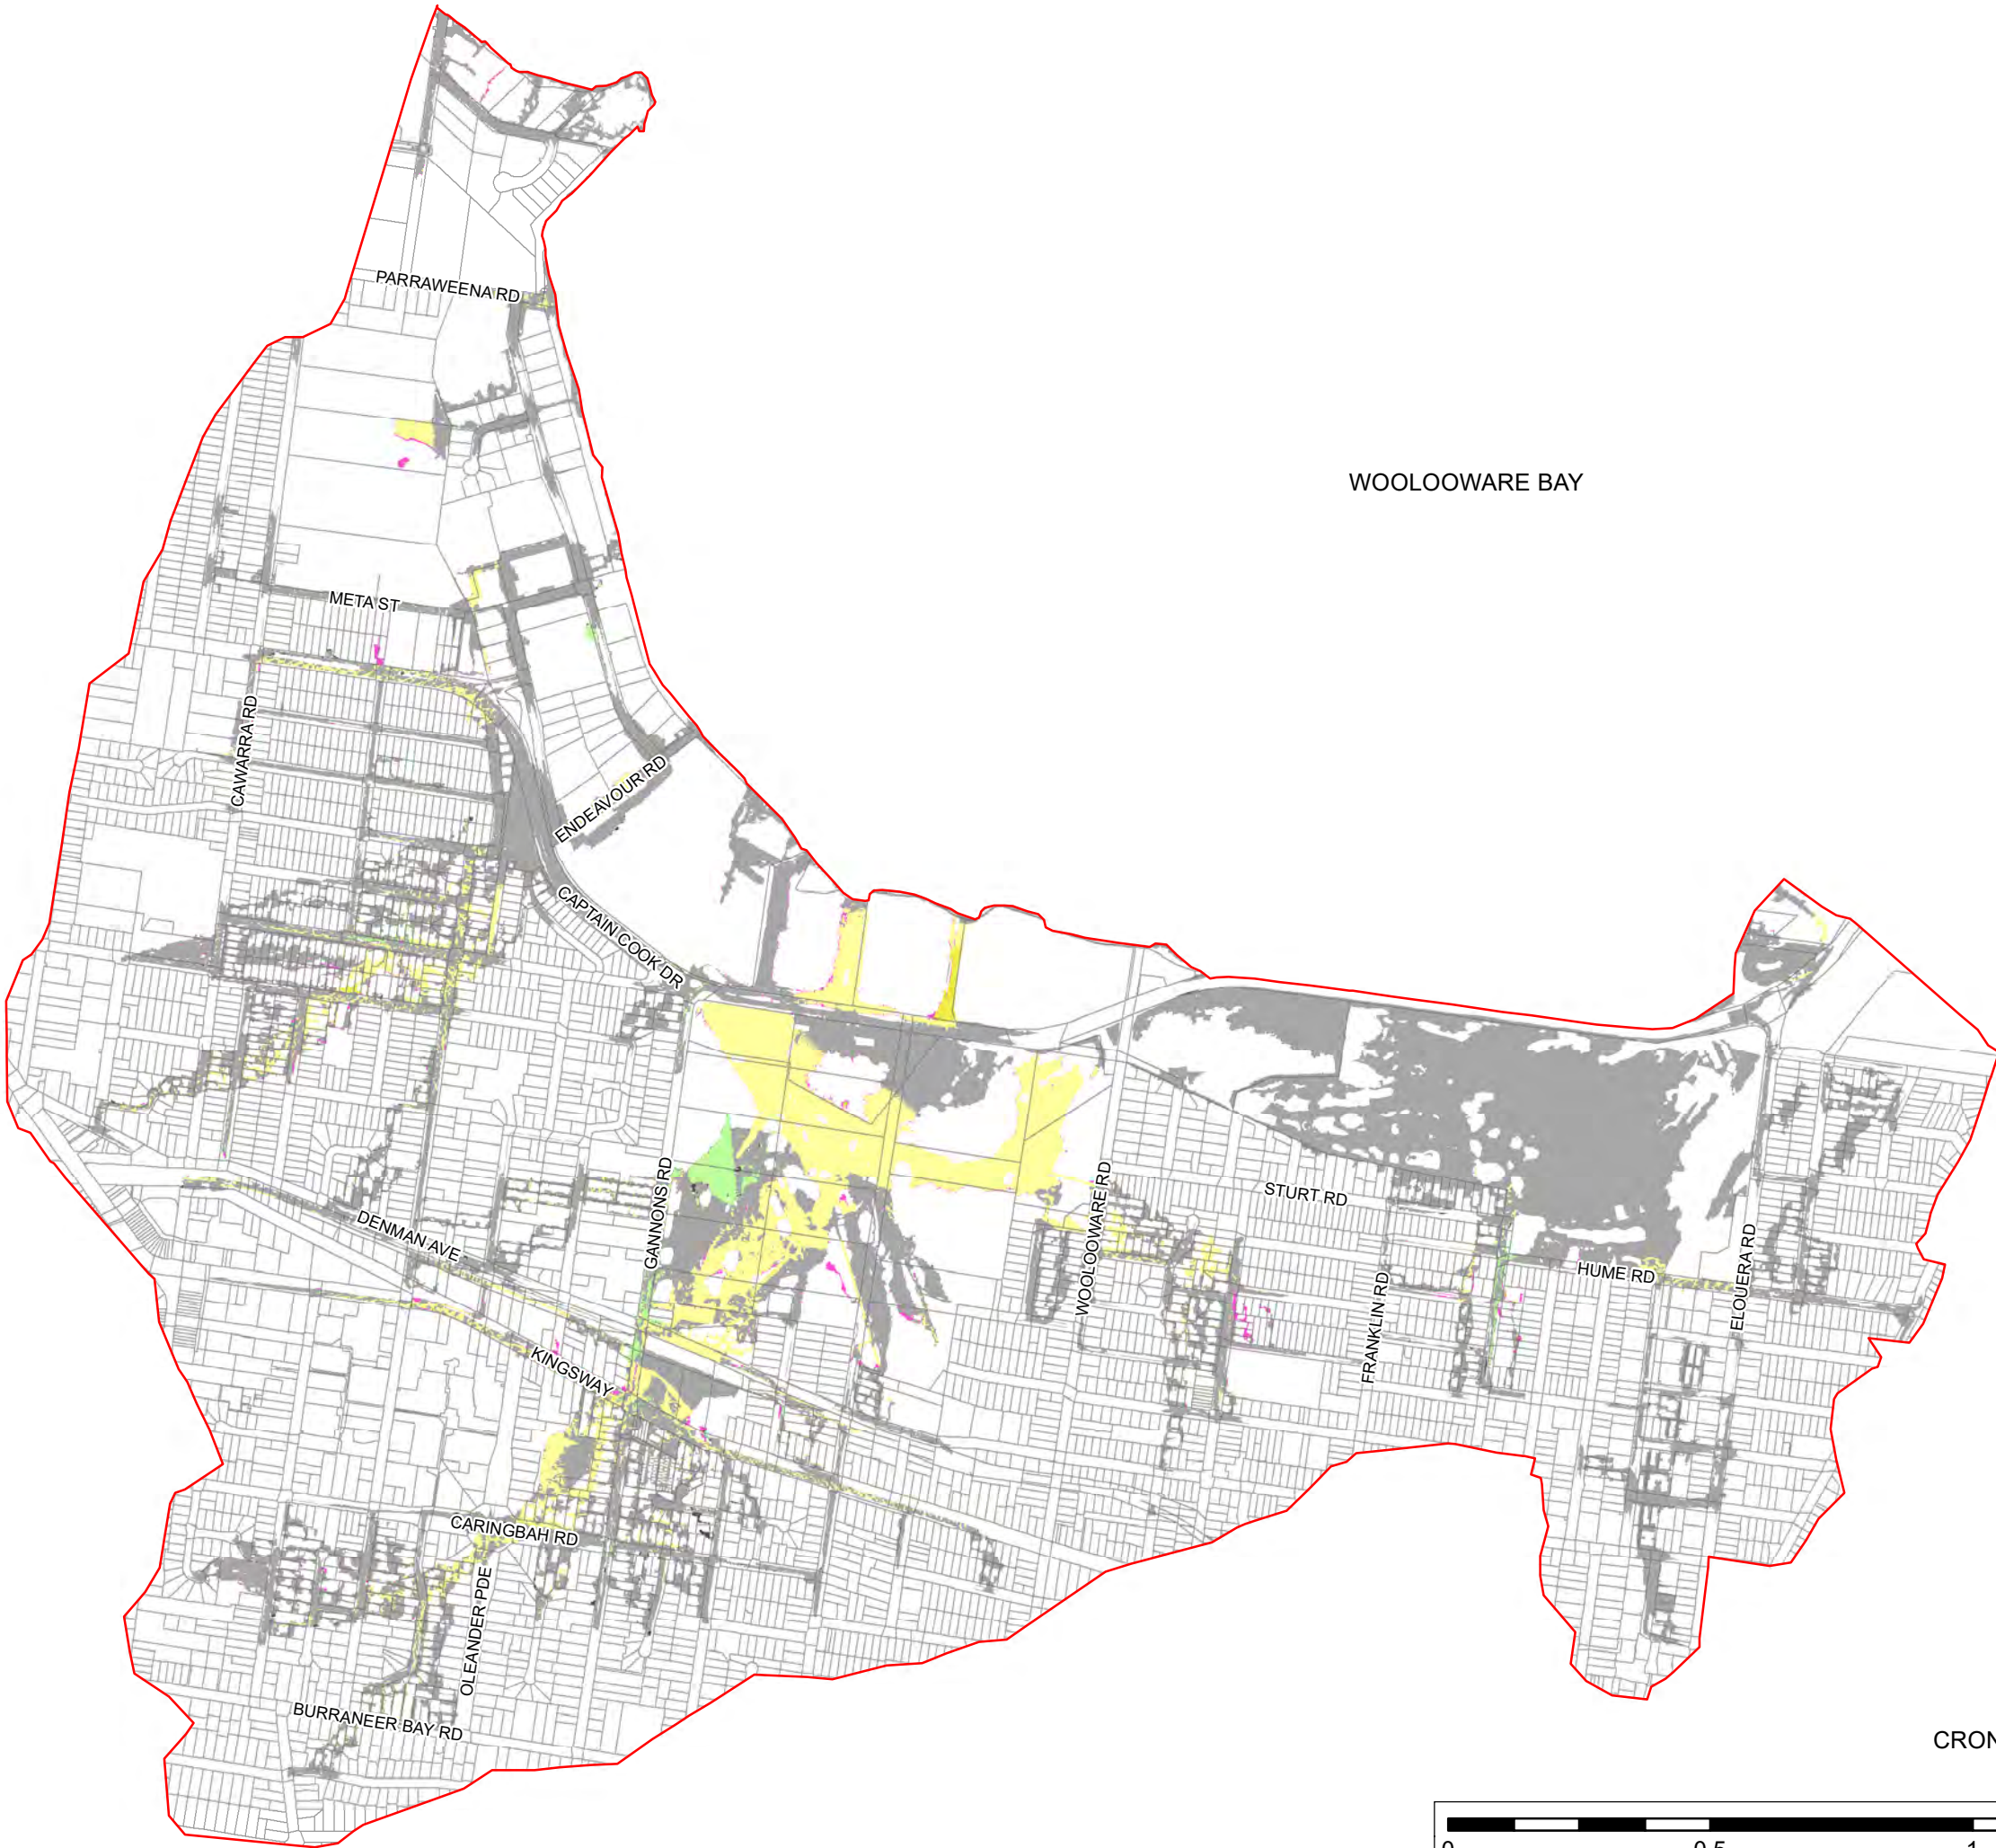 PARRAWEENA RD
WOOLOOWARE BAY
META ST
CAWARRA RD
ENDEAVOUR RD
CAPTAIN COOK DR
GANNONS RD
WOOLOOWARE RD
STURT RD
DENMAN AVE
HUME RD
ELOUERA RD
FRANKLIN RD
KINGSWAY
CARINGBAH RD
OLEANDER PDE
BURRANEER BAY RD
CRON
0 0.5 1